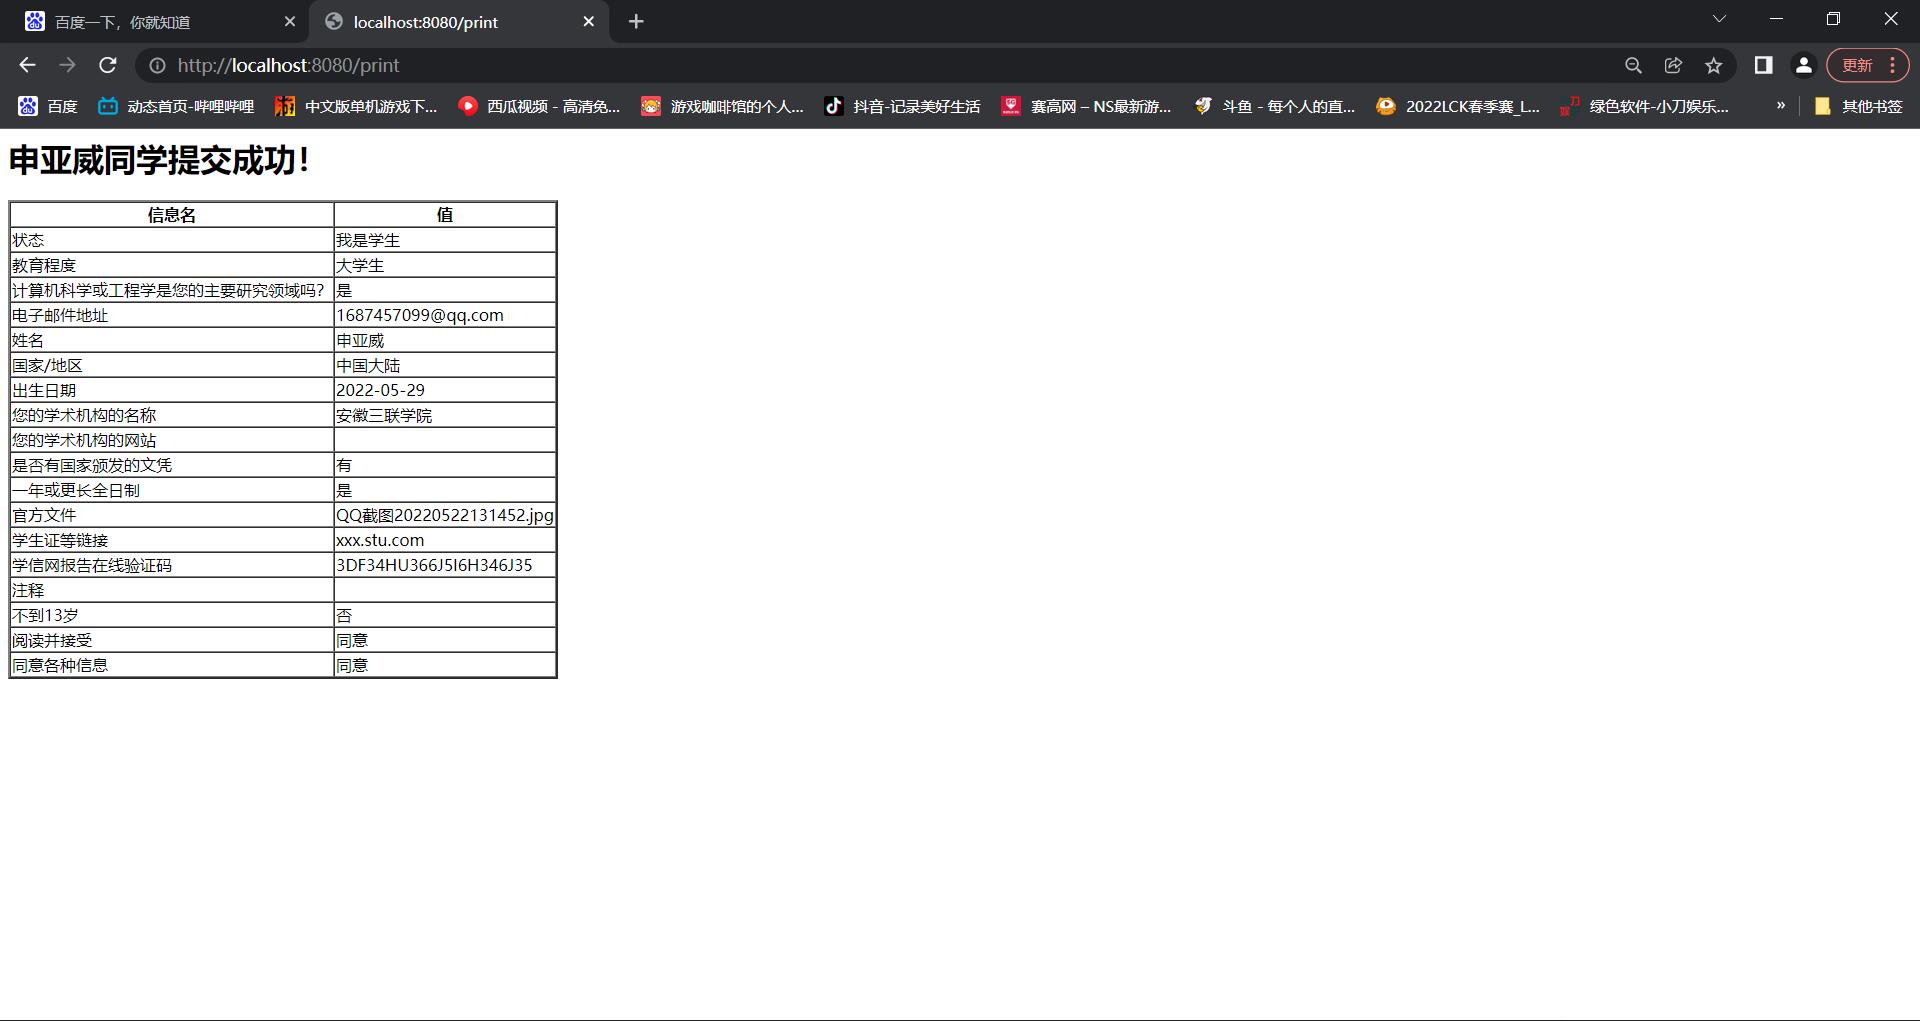 百度一下，你就知道
localhost:8080/print
http://localhost:8080/print
更新
百度
动态首页-哔哩哔哩
中文版单机游戏下...
西瓜视频 - 高清免...
游戏咖啡馆的个人...
抖音-记录美好生活
赛高网 – NS最新游...
斗鱼 - 每个人的直...
2022LCK春季赛_L...
绿色软件-小刀娱乐...
»
其他书签
申亚威同学提交成功！
信息名 值
状态 我是学生
教育程度 大学生
计算机科学或工程学是您的主要研究领域吗？ 是
电子邮件地址 1687457099@qq.com
姓名 申亚威
国家/地区 中国大陆
出生日期 2022-05-29
您的学术机构的名称 安徽三联学院
您的学术机构的网站
是否有国家颁发的文凭 有
一年或更长全日制 是
官方文件 QQ截图20220522131452.jpg
学生证等链接 xxx.stu.com
学信网报告在线验证码 3DF34HU366J5I6H346J35
注释
不到13岁 否
阅读并接受 同意
同意各种信息 同意